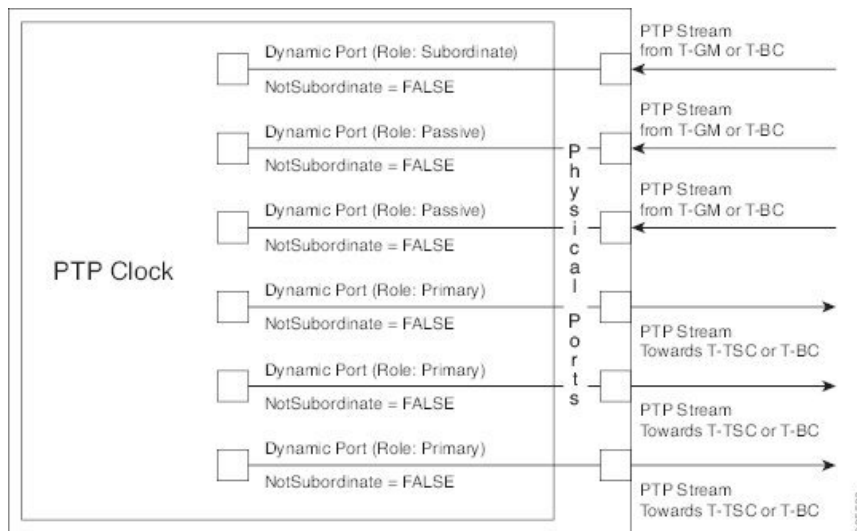 Dynamic Port (Role: Subordinate)
NotSubordinate = FALSE
PTP Stream
from T-GM or T-BC
Dynamic Port (Role: Passive)
NotSubordinate = FALSE
PTP Stream
from T-GM or T-BC
Dynamic Port (Role: Passive)
NotSubordinate = FALSE
PTP Stream
from T-GM or T-BC
PTP Clock
Physical Ports
Dynamic Port (Role: Primary)
NotSubordinate = FALSE
PTP Stream
Towards T-TSC or T-BC
Dynamic Port (Role: Primary)
NotSubordinate = FALSE
PTP Stream
Towards T-TSC or T-BC
Dynamic Port (Role: Primary)
NotSubordinate = FALSE
PTP Stream
Towards T-TSC or T-BC